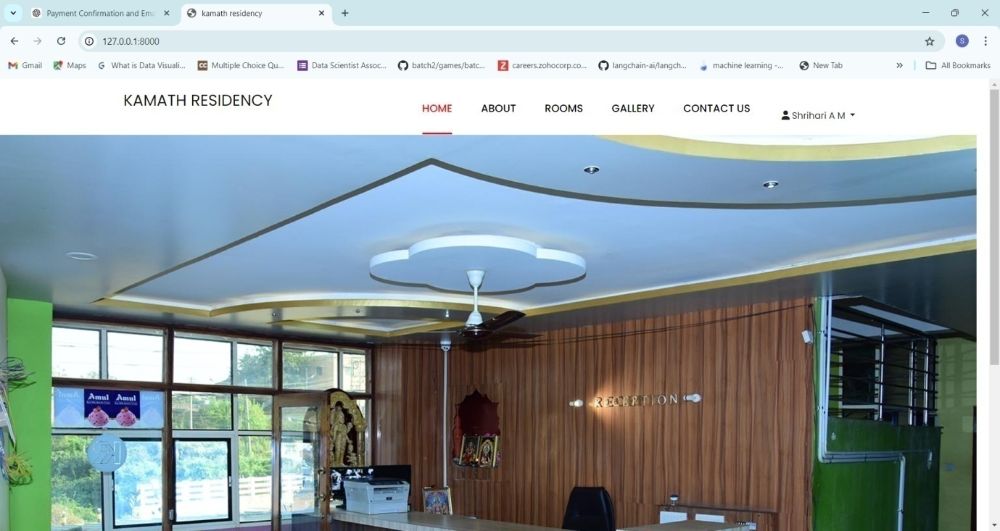 Payment Confirmation and Ema
kamath residency
127.0.0.1:8000
S
Gmail
Maps
What is Data Visuali...
CC Multiple Choice Qu...
Data Scientist Assoc...
batch2/games/batc...
Z careers.zohocorp.co...
langchain-ai/langch...
machine learning -...
New Tab
All Bookmarks
KAMATH RESIDENCY
HOME
ABOUT
ROOMS
GALLERY
CONTACT US
Shrihari A M
RECEPTION
Amul Amul